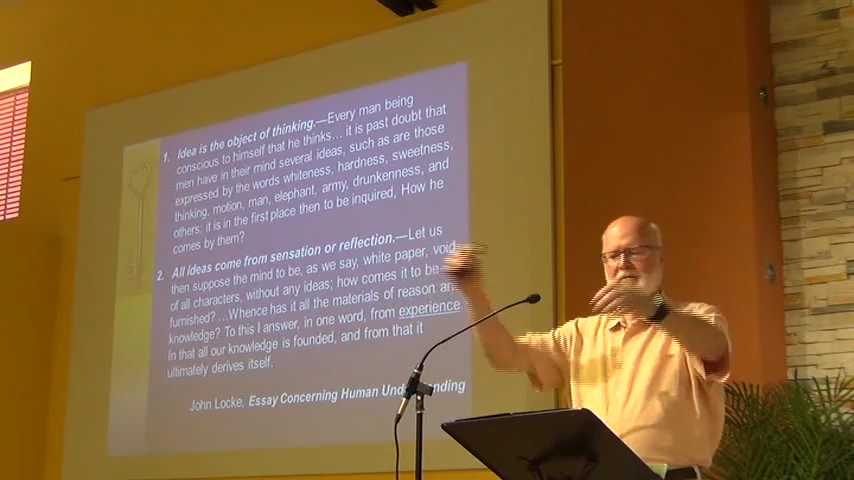 1. Idea is the object of thinking.—Every man being
conscious to himself that he thinks… it is past doubt that
men have in their mind several ideas, such as are those
expressed by the words whiteness, hardness, sweetness,
thinking, motion, man, elephant, army, drunkenness, and
others: it is in the first place then to be inquired, How he
comes by them?
2. All ideas come from sensation or reflection.—Let us
then suppose the mind to be, as we say, white paper, void
of all characters, without any ideas; how comes it to be
furnished? …Whence has it all the materials of reason an
knowledge? To this I answer, in one word, from experience
In that all our knowledge is founded, and from that it
ultimately derives itself.
John Locke, Essay Concerning Human Und nding